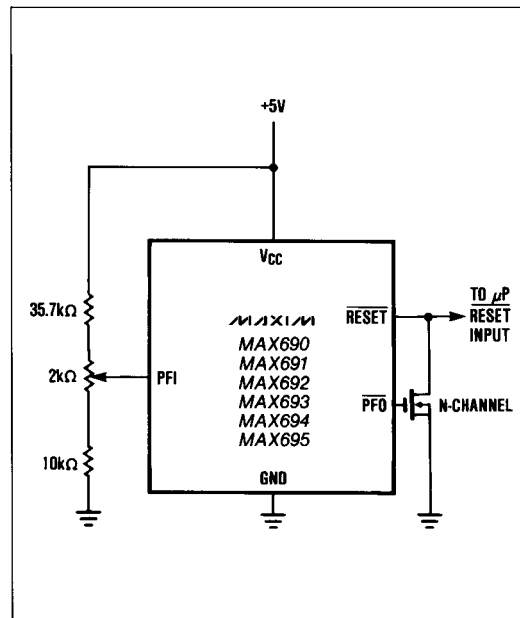 +5V
VCC
35.7kΩ
2kΩ
10kΩ
PFI
MAXIM
MAX690
MAX691
MAX692
MAX693
MAX694
MAX695
GND
RESET
PFO
TO μP
RESET
INPUT
N-CHANNEL